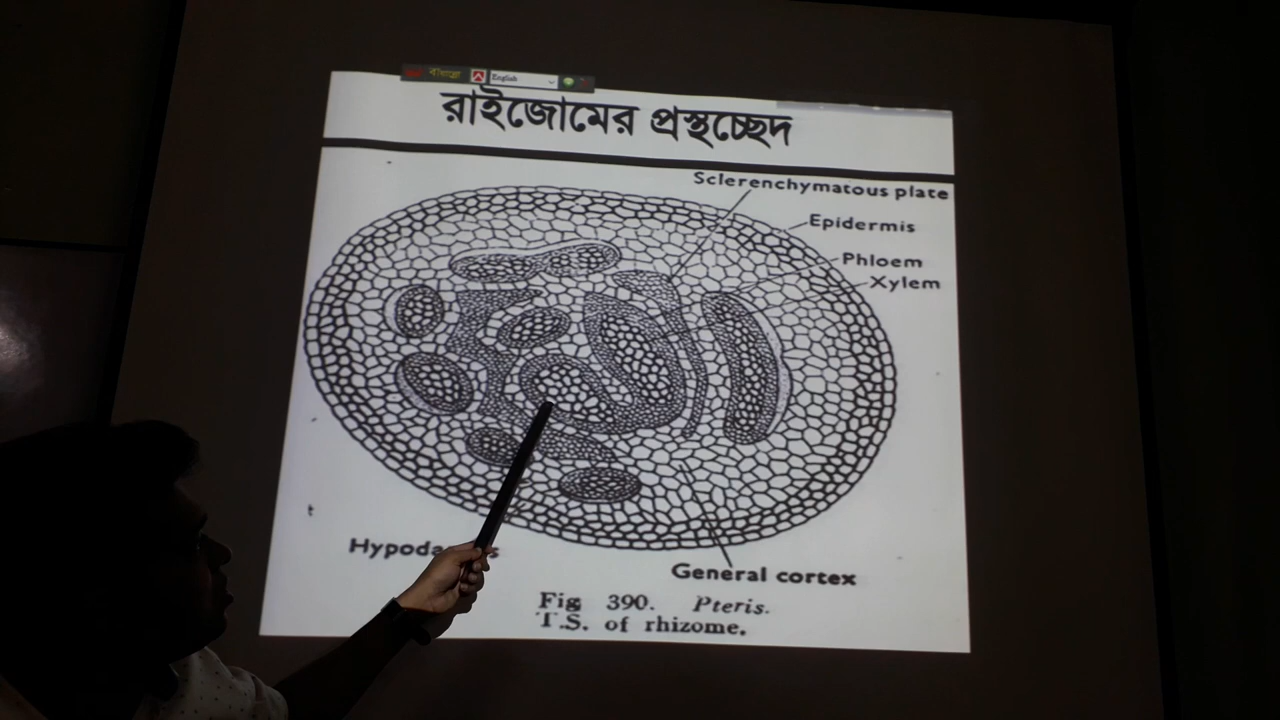 English
রাইজোমের প্রস্থচ্ছেদ
Sclerenchymatous plate
Epidermis
Phloem
Xylem
General cortex
Fig 390. Pteris.
T.S. of rhizome.